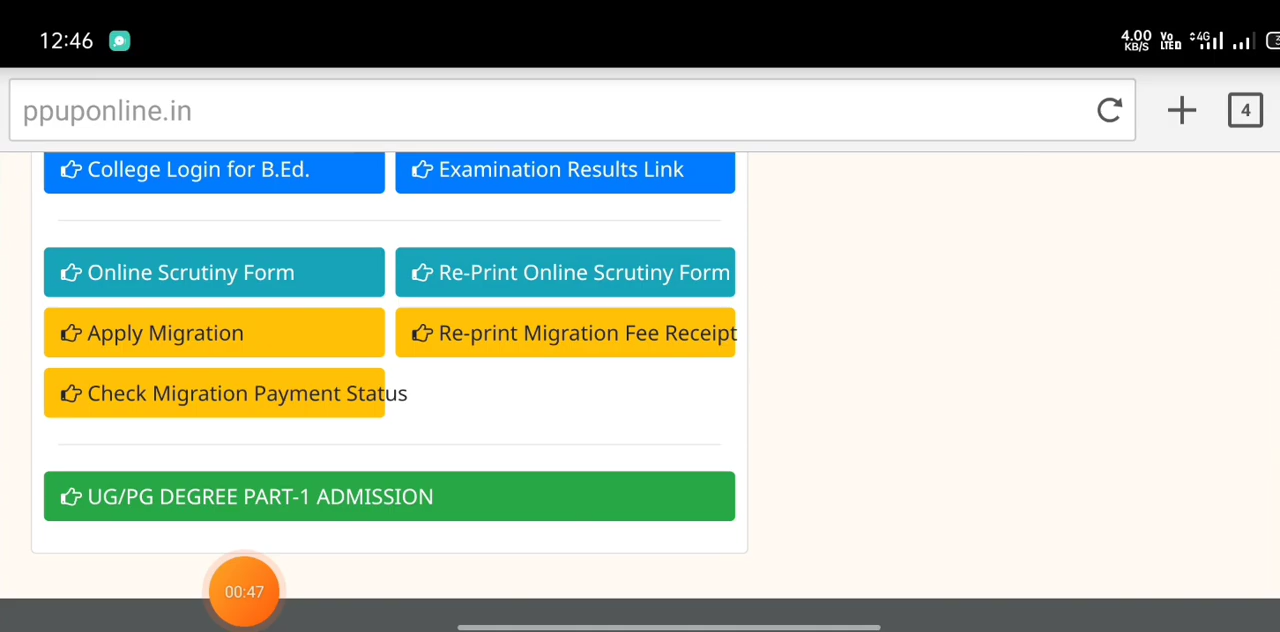 12:46
4.00 KB/S VoLTED 4G
ppuponline.in
4
College Login for B.Ed.
Examination Results Link
Online Scrutiny Form
Re-Print Online Scrutiny Form
Apply Migration
Re-print Migration Fee Receipt
Check Migration Payment Status
UG/PG DEGREE PART-1 ADMISSION
00:47